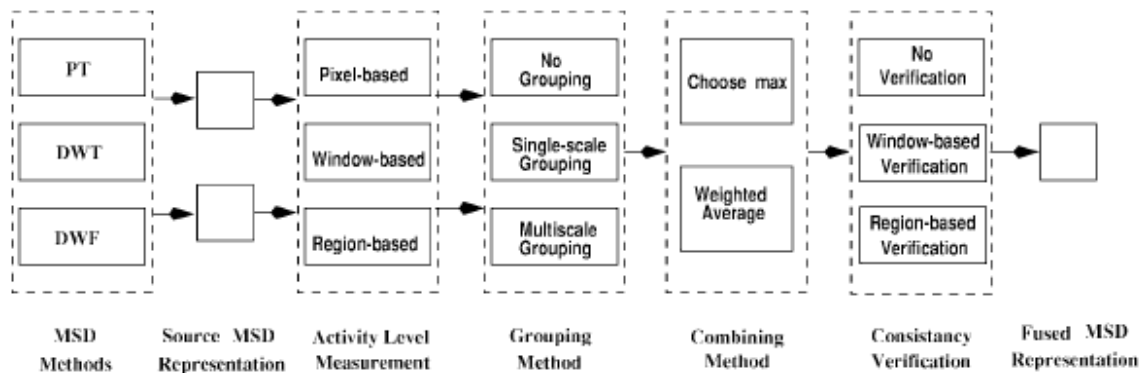 PT
DWT
DWF
Pixel-based
Window-based
Region-based
No
Grouping
Single-scale
Grouping
Multiscale
Grouping
Choose max
Weighted
Average
No
Verification
Window-based
Verification
Region-based
Verification
MSD
Methods
Source MSD
Representation
Activity Level
Measurement
Grouping
Method
Combining
Method
Consistancy
Verification
Fused MSD
Representation